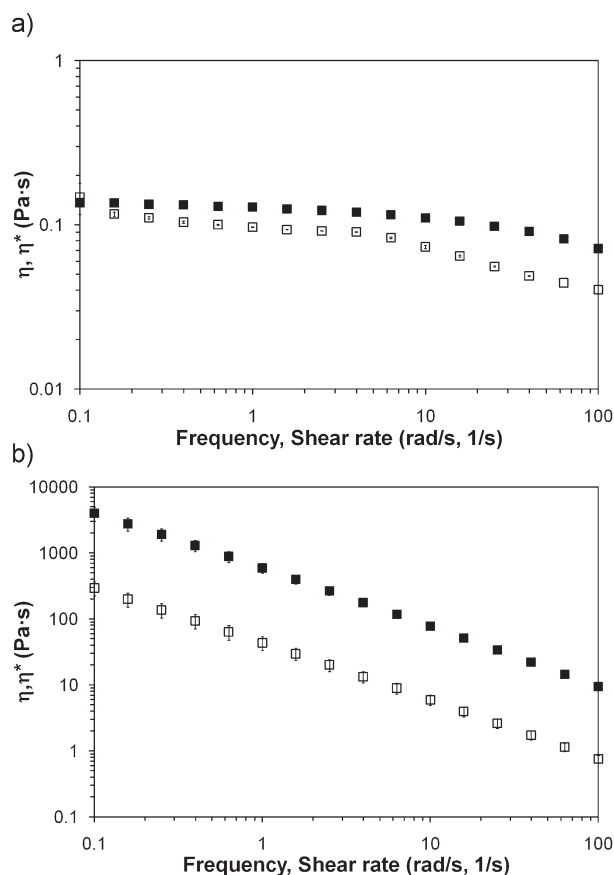 a)
1
0.1
0.01
η, η* (Pa·s)
0.1 1 10 100
Frequency, Shear rate (rad/s, 1/s)
b)
10000
1000
100
10
1
0.1
η,η* (Pa·s)
0.1 1 10 100
Frequency, Shear rate (rad/s, 1/s)